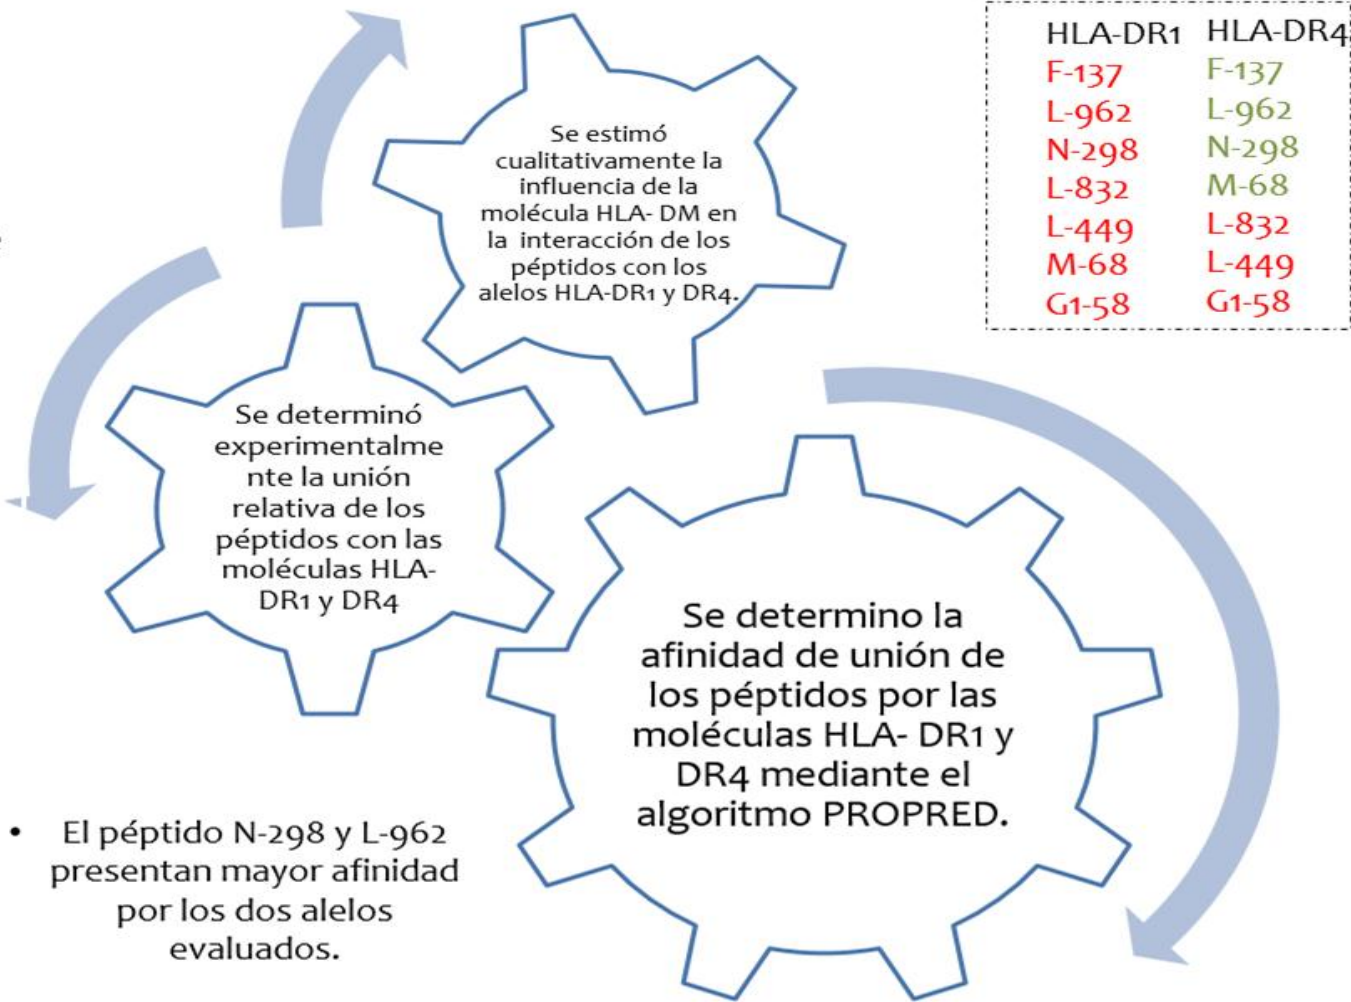 Se estimó
cualitativamente la
influencia de la
molécula HLA- DM en
la interacción de los
péptidos con los
alelos HLA-DR1 y DR4.
HLA-DR1 HLA-DR4
F-137 F-137
L-962 L-962
N-298 N-298
L-832 M-68
L-449 L-832
M-68 L-449
G1-58 G1-58
Se determinó
experimentalme
nte la unión
relativa de los
péptidos con las
moléculas HLA-
DR1 y DR4
Se determino la
afinidad de unión de
los péptidos por las
moléculas HLA- DR1 y
DR4 mediante el
algoritmo PROPRED.
• El péptido N-298 y L-962
presentan mayor afinidad
por los dos alelos
evaluados.